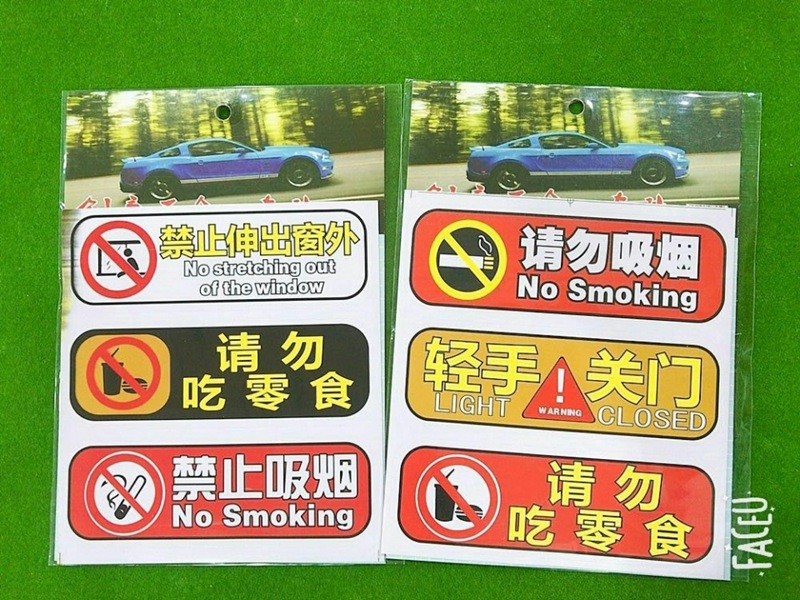 禁止伸出窗外
No stretching out
of the window
请勿
吃零食
禁止吸烟
No Smoking
请勿吸烟
No Smoking
轻手 关门
LIGHT WARNING CLOSED
请勿
吃零食
FACEU